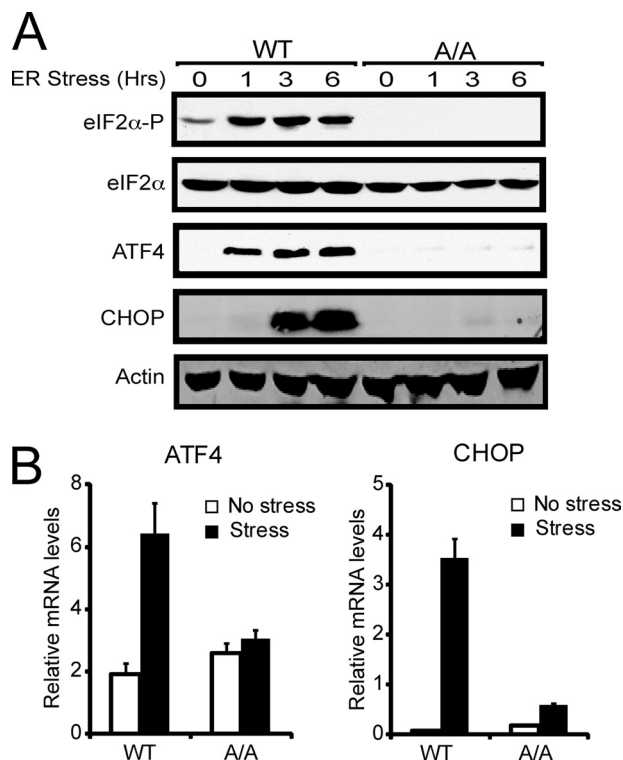 A
WT A/A
ER Stress (Hrs) 0 1 3 6 0 1 3 6
eIF2α-P
eIF2α
ATF4
CHOP
Actin
B
ATF4
Relative mRNA levels
8
6
4
2
0
No stress
Stress
WT A/A
CHOP
Relative mRNA levels
5
4
3
2
1
0
No stress
Stress
WT A/A